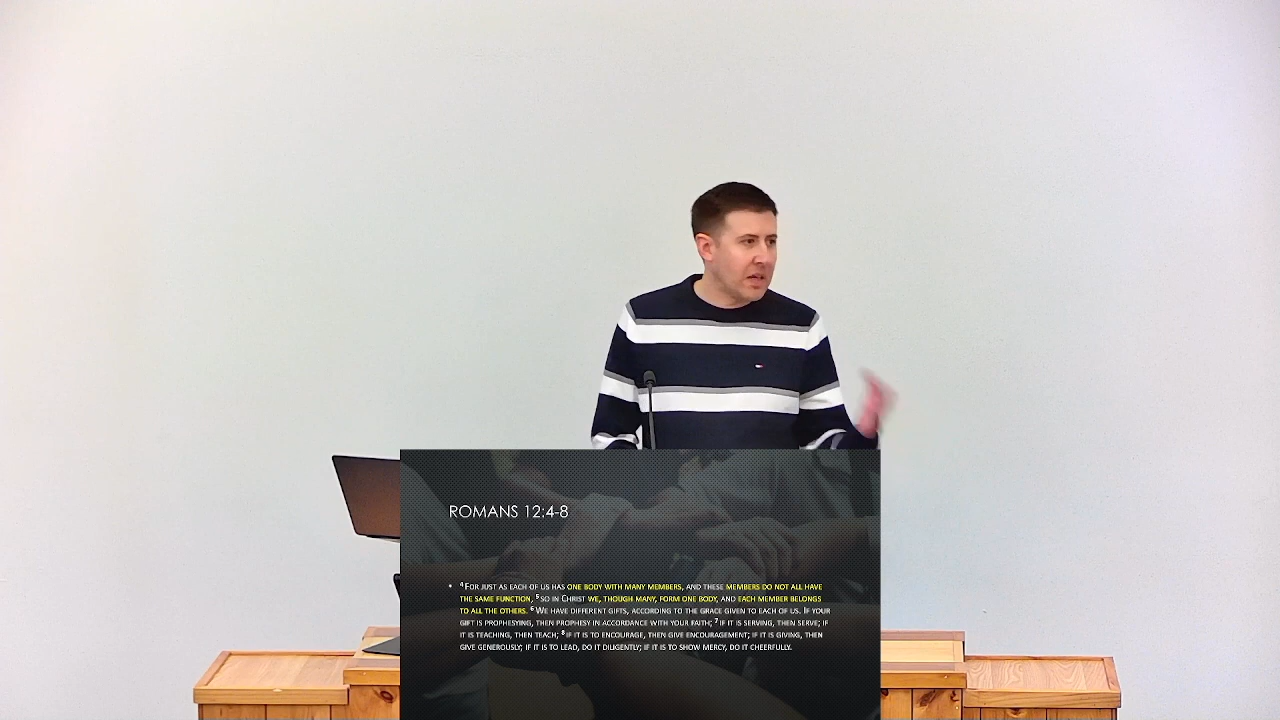 ROMANS 12:4-8
• ⁴ FOR JUST AS EACH OF US HAS ONE BODY WITH MANY MEMBERS, AND THESE MEMBERS DO NOT ALL HAVE
THE SAME FUNCTION, ⁵ SO IN CHRIST WE, THOUGH MANY, FORM ONE BODY, AND EACH MEMBER BELONGS
TO ALL THE OTHERS. ⁶ WE HAVE DIFFERENT GIFTS, ACCORDING TO THE GRACE GIVEN TO EACH OF US. IF YOUR
GIFT IS PROPHESYING, THEN PROPHESY IN ACCORDANCE WITH YOUR FAITH; ⁷ IF IT IS SERVING, THEN SERVE; IF
IT IS TEACHING, THEN TEACH; ⁸ IF IT IS TO ENCOURAGE, THEN GIVE ENCOURAGEMENT; IF IT IS GIVING, THEN
GIVE GENEROUSLY; IF IT IS TO LEAD, DO IT DILIGENTLY; IF IT IS TO SHOW MERCY, DO IT CHEERFULLY.